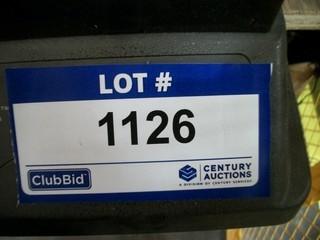 LOT #
1126
ClubBid
CENTURY
AUCTIONS
A DIVISION OF CENTURY SERVICES